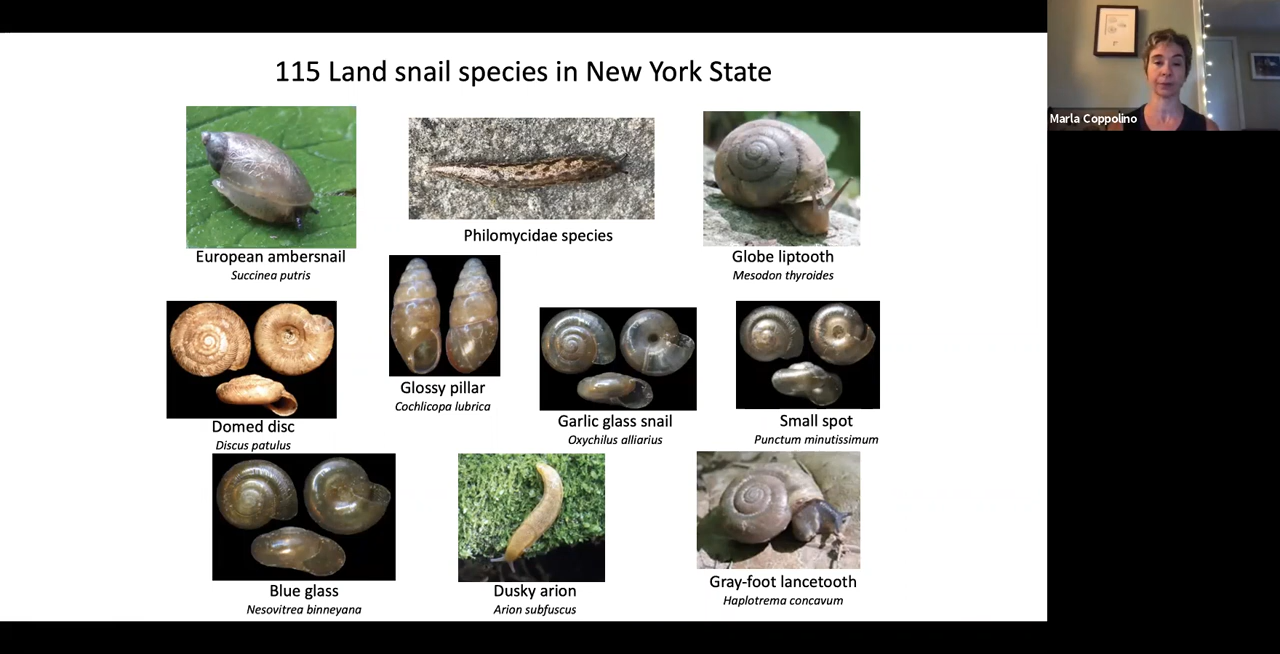 115 Land snail species in New York State
Marla Coppolino
European ambersnail
Succinea putris
Philomycidae species
Globe liptooth
Mesodon thyroides
Domed disc
Discus patulus
Glossy pillar
Cochlicopa lubrica
Garlic glass snail
Oxychilus alliarius
Small spot
Punctum minutissimum
Blue glass
Nesovitrea binneyana
Dusky arion
Arion subfuscus
Gray-foot lancetooth
Haplotrema concavum